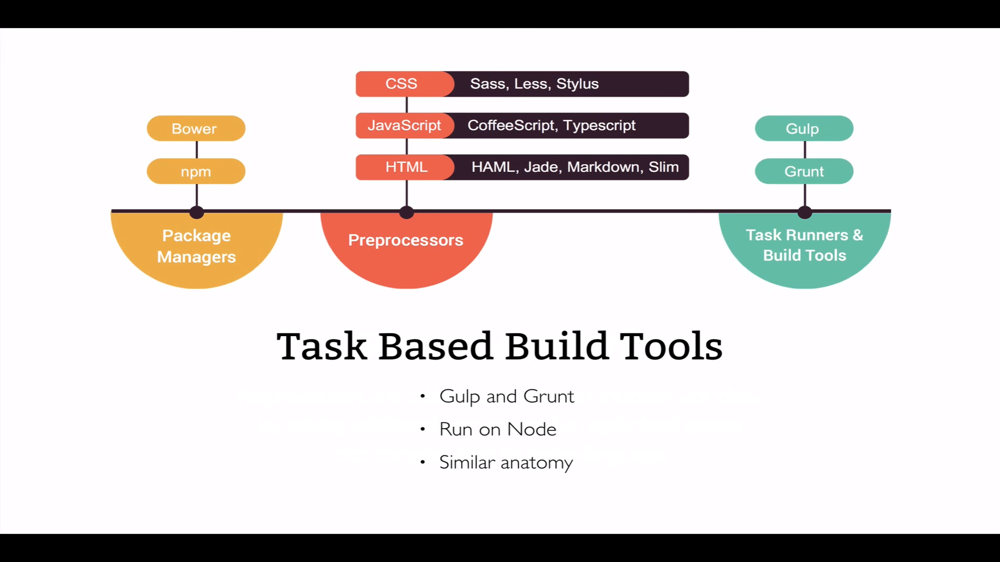 Bower
npm
Package
Managers
CSS
Sass, Less, Stylus
JavaScript
CoffeeScript, Typescript
HTML
HAML, Jade, Markdown, Slim
Preprocessors
Gulp
Grunt
Task Runners &
Build Tools
Task Based Build Tools
• Gulp and Grunt
• Run on Node
• Similar anatomy